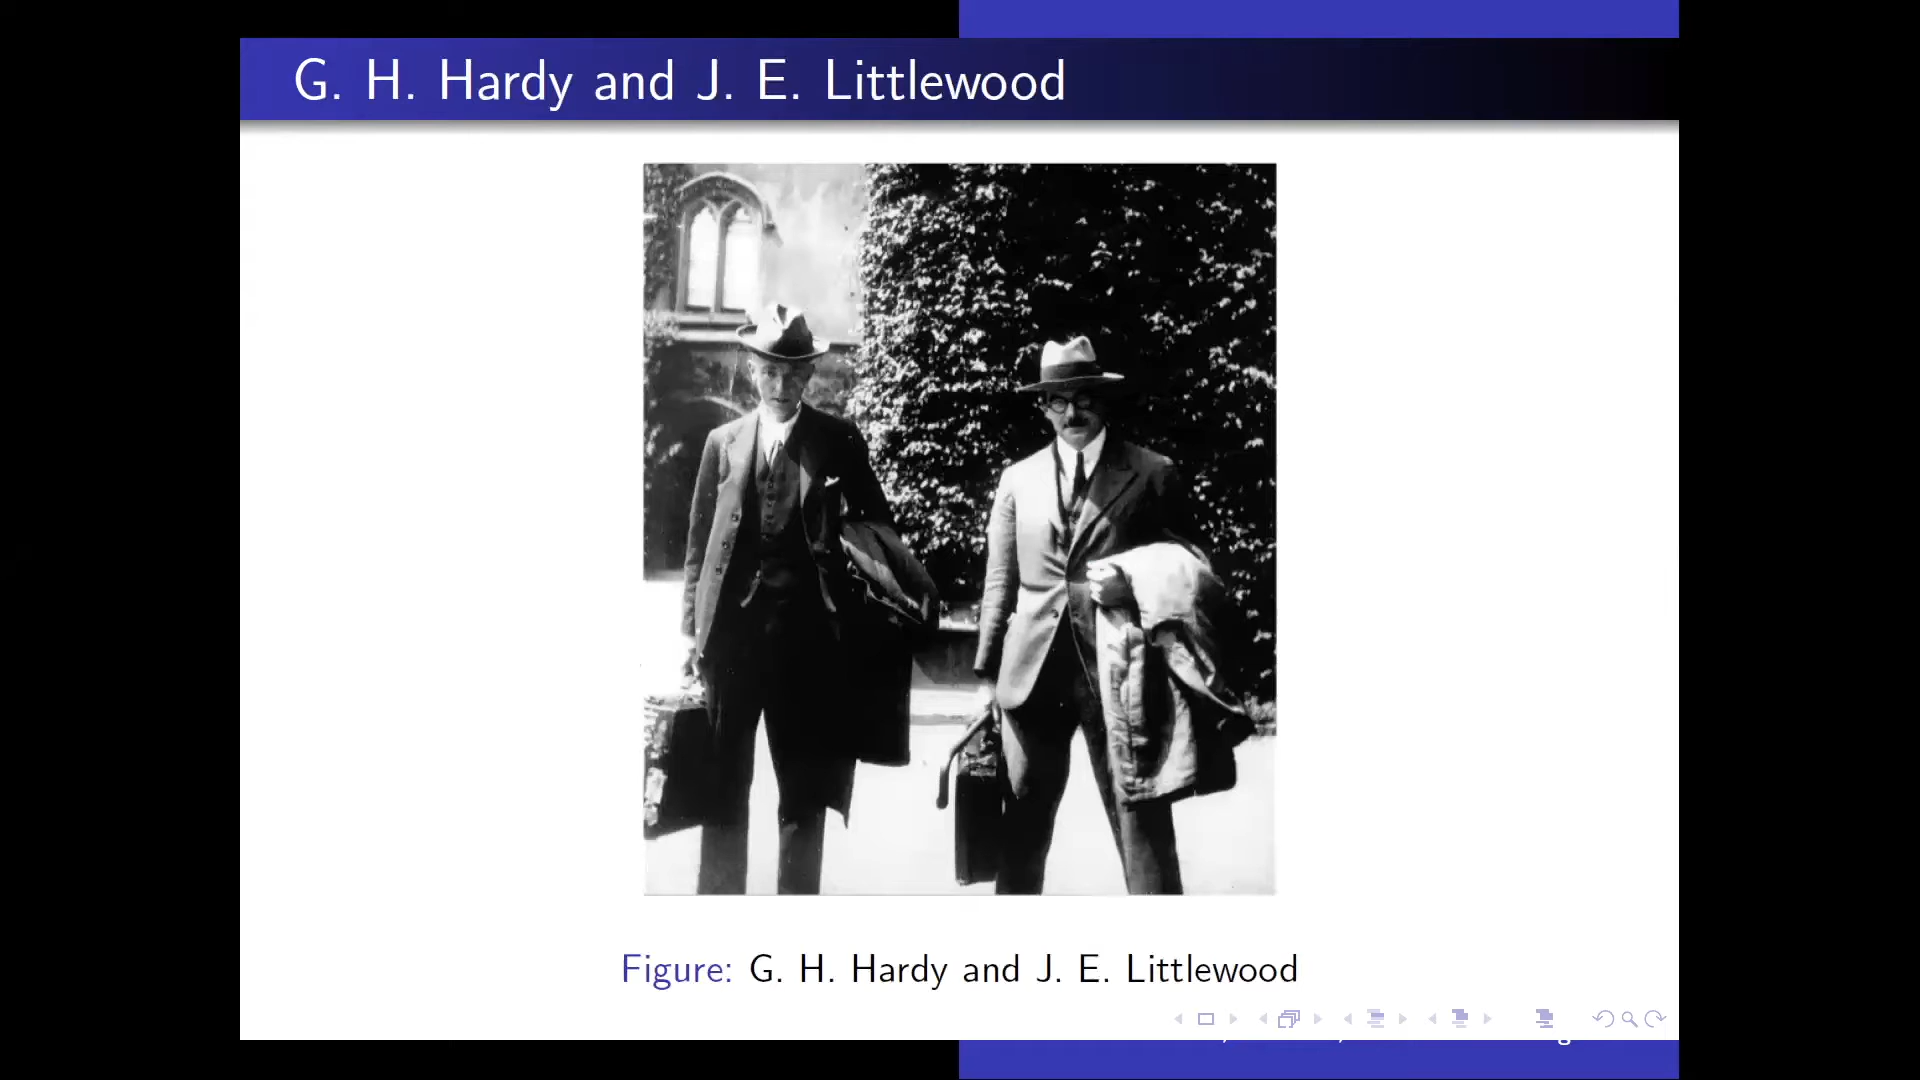 G. H. Hardy and J. E. Littlewood
Figure: G. H. Hardy and J. E. Littlewood